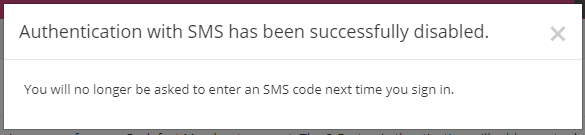 Authentication with SMS has been successfully disabled.
You will no longer be asked to enter an SMS code next time you sign in.